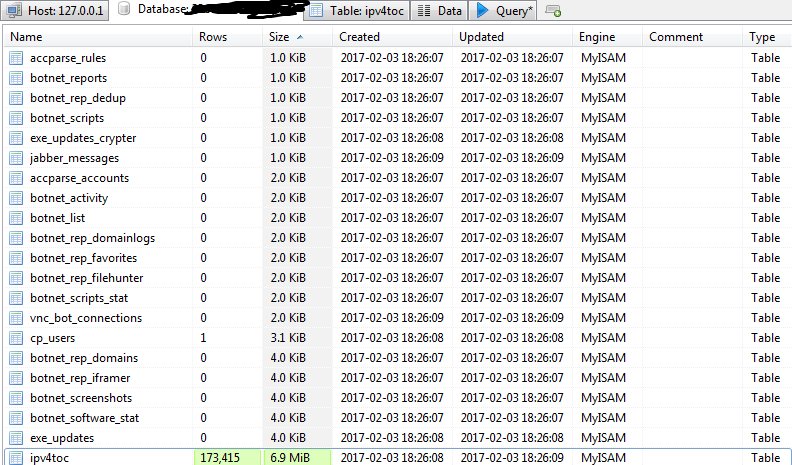 Host: 127.0.0.1 Database: Table: ipv4toc Data Query*
Name Rows Size Created Updated Engine Comment Type
accparse_rules 0 1.0 KiB 2017-02-03 18:26:07 2017-02-03 18:26:07 MyISAM Table
botnet_reports 0 1.0 KiB 2017-02-03 18:26:07 2017-02-03 18:26:07 MyISAM Table
botnet_rep_dedup 0 1.0 KiB 2017-02-03 18:26:07 2017-02-03 18:26:07 MyISAM Table
botnet_scripts 0 1.0 KiB 2017-02-03 18:26:07 2017-02-03 18:26:07 MyISAM Table
exe_updates_crypter 0 1.0 KiB 2017-02-03 18:26:08 2017-02-03 18:26:08 MyISAM Table
jabber_messages 0 1.0 KiB 2017-02-03 18:26:09 2017-02-03 18:26:09 MyISAM Table
accparse_accounts 0 2.0 KiB 2017-02-03 18:26:07 2017-02-03 18:26:07 MyISAM Table
botnet_activity 0 2.0 KiB 2017-02-03 18:26:07 2017-02-03 18:26:07 MyISAM Table
botnet_list 0 2.0 KiB 2017-02-03 18:26:07 2017-02-03 18:26:07 MyISAM Table
botnet_rep_domainlogs 0 2.0 KiB 2017-02-03 18:26:07 2017-02-03 18:26:07 MyISAM Table
botnet_rep_favorites 0 2.0 KiB 2017-02-03 18:26:07 2017-02-03 18:26:07 MyISAM Table
botnet_rep_filehunter 0 2.0 KiB 2017-02-03 18:26:07 2017-02-03 18:26:07 MyISAM Table
botnet_scripts_stat 0 2.0 KiB 2017-02-03 18:26:07 2017-02-03 18:26:07 MyISAM Table
vnc_bot_connections 0 2.0 KiB 2017-02-03 18:26:09 2017-02-03 18:26:09 MyISAM Table
cp_users 1 3.1 KiB 2017-02-03 18:26:08 2017-02-03 18:26:08 MyISAM Table
botnet_rep_domains 0 4.0 KiB 2017-02-03 18:26:07 2017-02-03 18:26:07 MyISAM Table
botnet_rep_iframer 0 4.0 KiB 2017-02-03 18:26:07 2017-02-03 18:26:07 MyISAM Table
botnet_screenshots 0 4.0 KiB 2017-02-03 18:26:07 2017-02-03 18:26:07 MyISAM Table
botnet_software_stat 0 4.0 KiB 2017-02-03 18:26:07 2017-02-03 18:26:07 MyISAM Table
exe_updates 0 4.0 KiB 2017-02-03 18:26:08 2017-02-03 18:26:08 MyISAM Table
ipv4toc 173,415 6.9 MiB 2017-02-03 18:26:08 2017-02-03 18:26:09 MyISAM Table